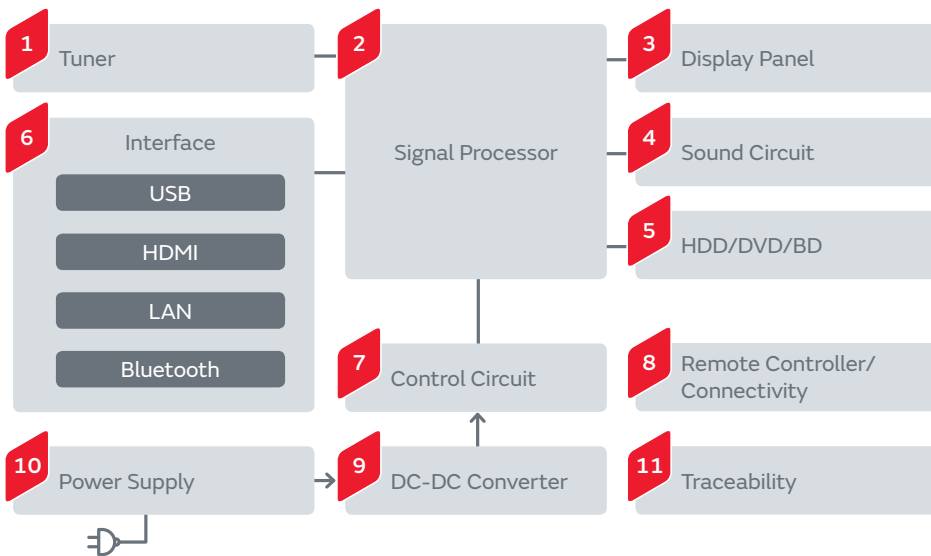 1
Tuner
2
Signal Processor
3
Display Panel
4
Sound Circuit
5
HDD/DVD/BD
6
Interface
USB
HDMI
LAN
Bluetooth
7
Control Circuit
8
Remote Controller/
Connectivity
10
Power Supply
9
DC-DC Converter
11
Traceability